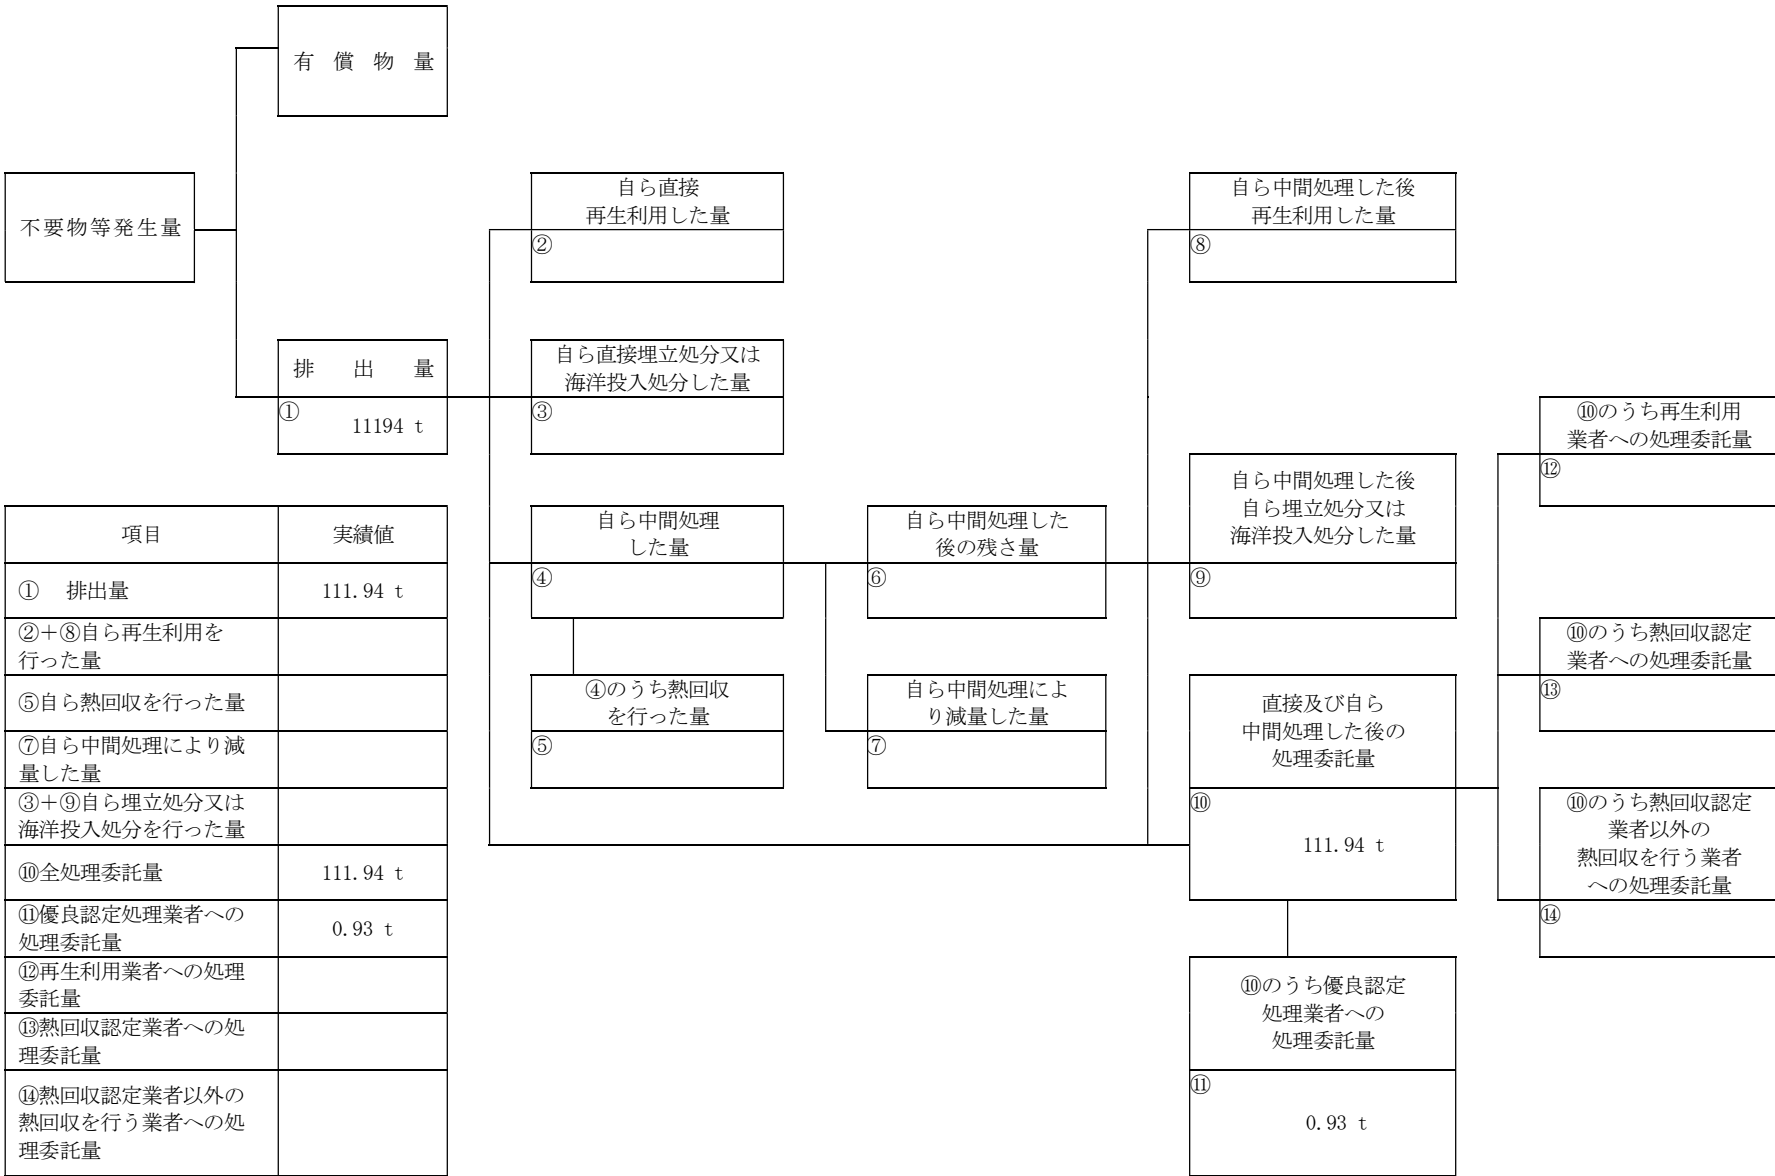 有　償　物　量
不要物等発生量
自ら直接
再生利用した量
②
自ら中間処理した後
再生利用した量
⑧
排　出　量
①
11194 t
自ら直接埋立処分又は
海洋投入処分した量
③
⑩のうち再生利用
業者への処理委託量
⑫
自ら中間処理
した量
④
自ら中間処理した
後の残さ量
⑥
自ら中間処理した後
自ら埋立処分又は
海洋投入処分した量
⑨
⑩のうち熱回収認定
業者への処理委託量
⑬
④のうち熱回収
を行った量
⑤
自ら中間処理によ
り減量した量
⑦
直接及び自ら
中間処理した後の
処理委託量
⑩
111.94 t
⑩のうち熱回収認定
業者以外の
熱回収を行う業者
への処理委託量
⑭
⑩のうち優良認定
処理業者への
処理委託量
⑪
0.93 t
項目　実績値
①　排出量　111.94 t
②＋⑧自ら再生利用を
行った量
⑤自ら熱回収を行った量
⑦自ら中間処理により減
量した量
③＋⑨自ら埋立処分又は
海洋投入処分を行った量
⑩全処理委託量　111.94 t
⑪優良認定処理業者への
処理委託量　0.93 t
⑫再生利用業者への処理
委託量
⑬熱回収認定業者への処
理委託量
⑭熱回収認定業者以外の
熱回収を行う業者への処
理委託量